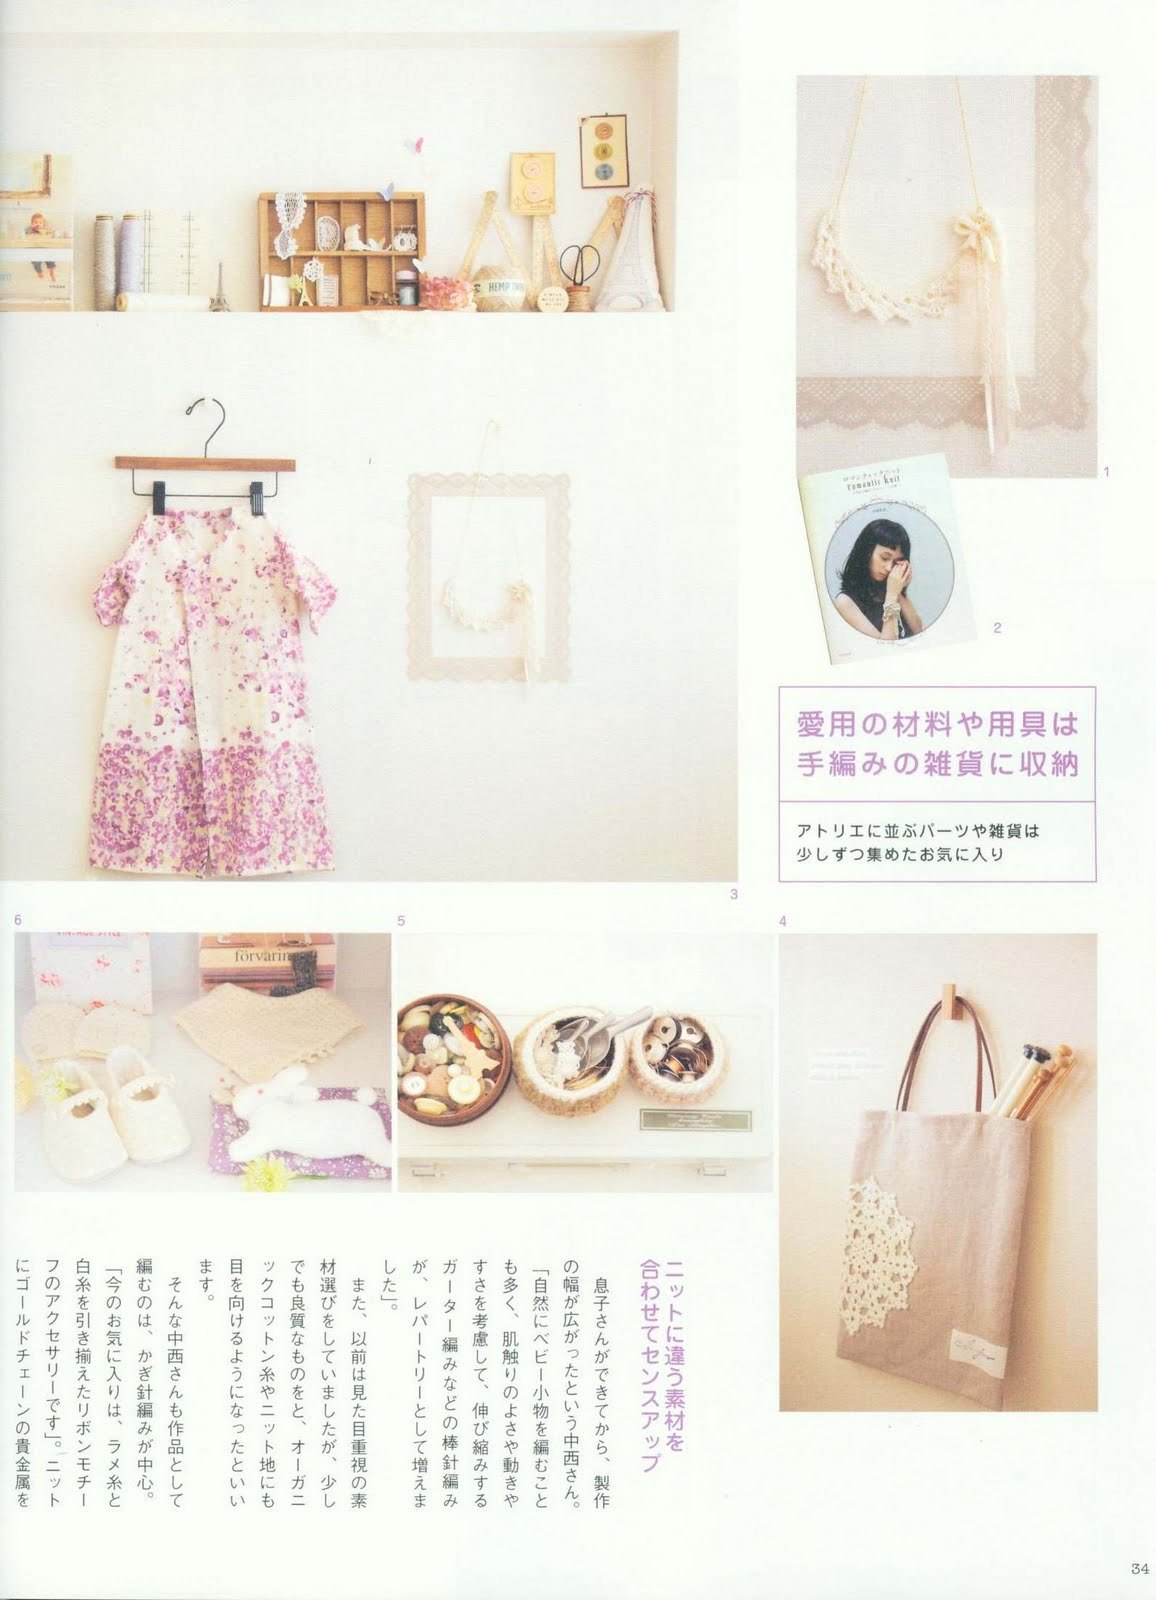 HEMP TWINE
1
ロマンティックニット
romantic knit
2
愛用の材料や用具は
手編みの雑貨に収納
アトリエに並ぶパーツや雑貨は
少しずつ集めたお気に入り
3
6
5
4
VINTAGE STYLE
förvaring
ニットに違う素材を
合わせてセンスアップ
息子さんができてから、製作
の幅が広がったという中西さん。
「自然にベビー小物を編むこと
も多く、肌触りのよさや動きや
すさを考慮して、伸び縮みする
ガーター編みなどの棒針編み
が、レパートリーとして増えま
した」。
また、以前は見た目重視の素
材選びをしていましたが、少し
でも良質なものをと、オーガニ
ックコットン糸やニット地にも
目を向けるようになったといい
ます。
そんな中西さんも作品として
編むのは、かぎ針編みが中心。
「今のお気に入りは、ラメ糸と
白糸を引き揃えたリボンモチー
フのアクセサリーです」。ニット
にゴールドチェーンの貴金属を
34